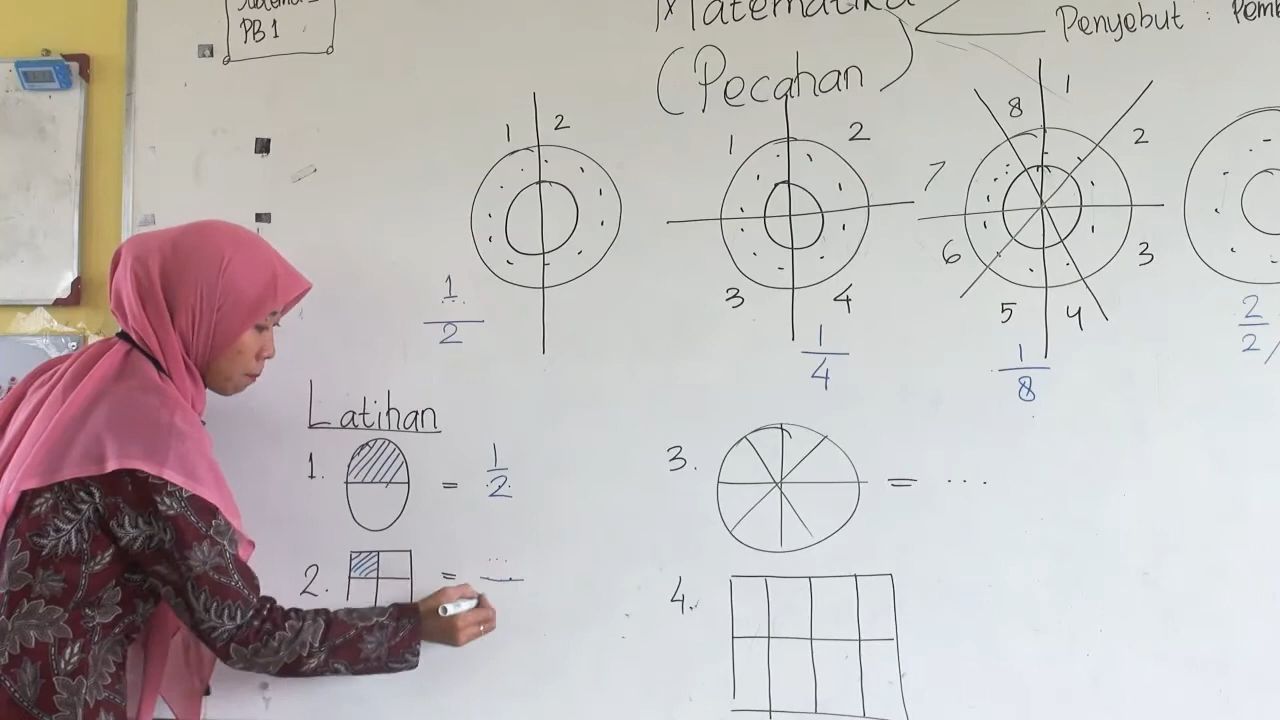 PB 1
Matematika
Penyebut :
(Pecahan)
1 2
1 2
3 4
8 1
7 2
6 3
5 4
1
2
1
4
1
8
2
2
Latihan
1. = 1
2
2. = ...
3. = ...
4.